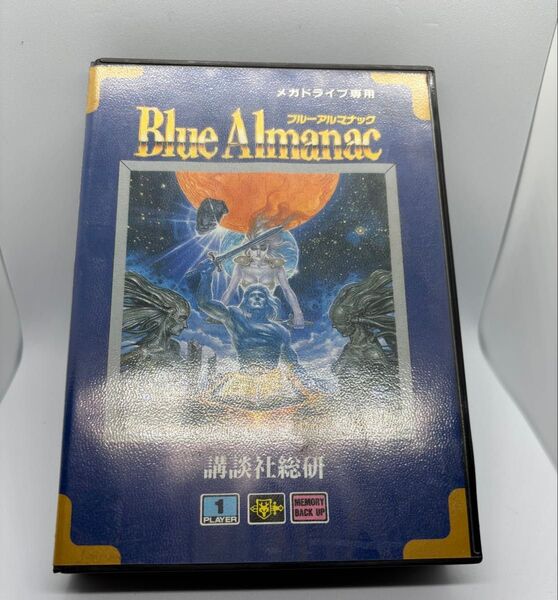 メガドライブ専用
ブルーアルマナック
Blue Almanac
講談社総研
1
PLAYER
MEMORY
BACK UP